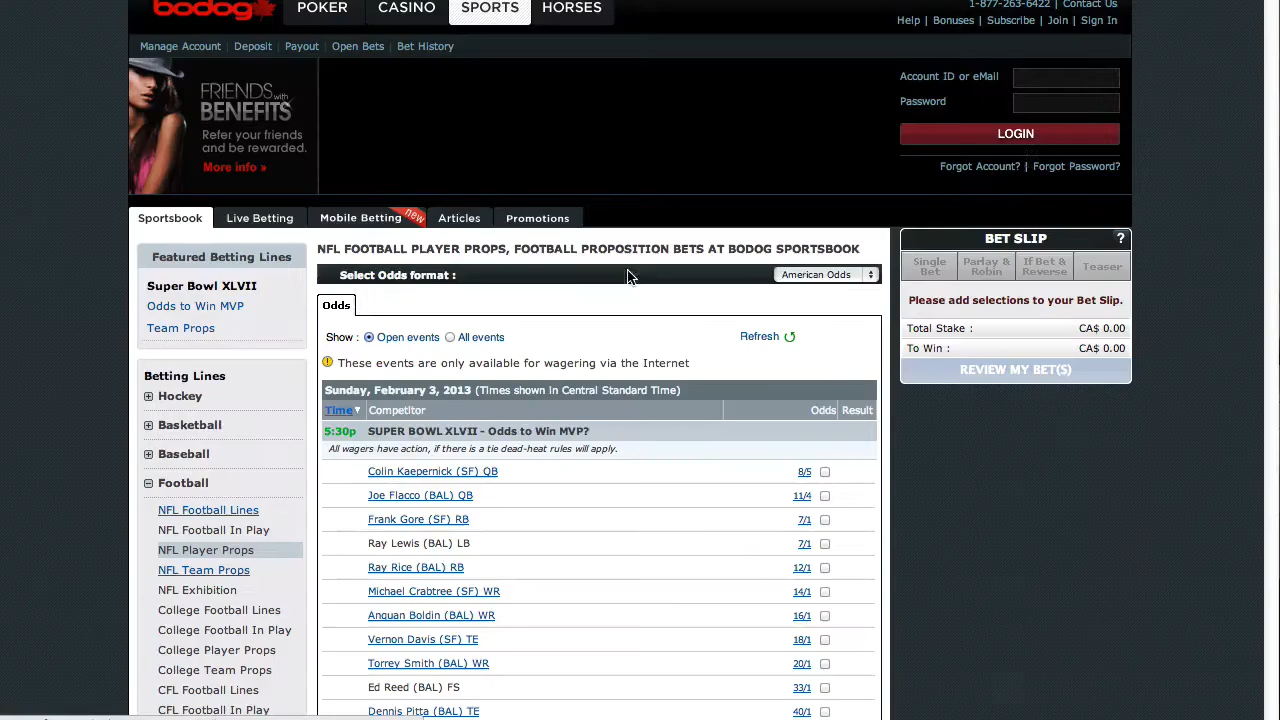 bodog
POKER CASINO SPORTS HORSES
1-877-263-6422 | Contact Us
Help | Bonuses | Subscribe | Join | Sign In
Manage Account Deposit Payout Open Bets Bet History
FRIENDS with
BENEFITS
Refer your friends
and be rewarded.
More info »
Account ID or eMail
Password
LOGIN
Forgot Account? | Forgot Password?
Sportsbook Live Betting Mobile Betting new Articles Promotions
Featured Betting Lines
Super Bowl XLVII
Odds to Win MVP
Team Props
Betting Lines
Hockey
Basketball
Baseball
Football
NFL Football Lines
NFL Football In Play
NFL Player Props
NFL Team Props
NFL Exhibition
College Football Lines
College Football In Play
College Player Props
College Team Props
CFL Football Lines
CFL Football In Play
NFL FOOTBALL PLAYER PROPS, FOOTBALL PROPOSITION BETS AT BODOG SPORTSBOOK
Select Odds format : American Odds
Odds
Show : Open events All events Refresh
These events are only available for wagering via the Internet
Sunday, February 3, 2013 (Times shown in Central Standard Time)
Time Competitor Odds Result
5:30p SUPER BOWL XLVII - Odds to Win MVP?
All wagers have action, if there is a tie dead-heat rules will apply.
Colin Kaepernick (SF) QB 8/5
Joe Flacco (BAL) QB 11/4
Frank Gore (SF) RB 7/1
Ray Lewis (BAL) LB 7/1
Ray Rice (BAL) RB 12/1
Michael Crabtree (SF) WR 14/1
Anquan Boldin (BAL) WR 16/1
Vernon Davis (SF) TE 18/1
Torrey Smith (BAL) WR 20/1
Ed Reed (BAL) FS 33/1
Dennis Pitta (BAL) TE 40/1
BET SLIP ?
Single Bet Parlay & Robin If Bet & Reverse Teaser
Please add selections to your Bet Slip.
Total Stake : CA$ 0.00
To Win : CA$ 0.00
REVIEW MY BET(S)